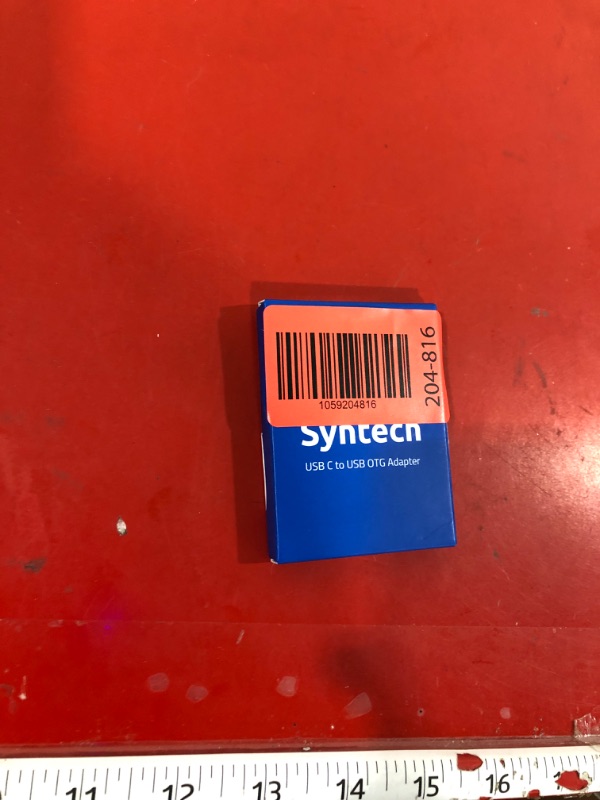 1059204816
204-816
Syntech
USB C to USB OTG Adapter
11 12 13 14 15 16